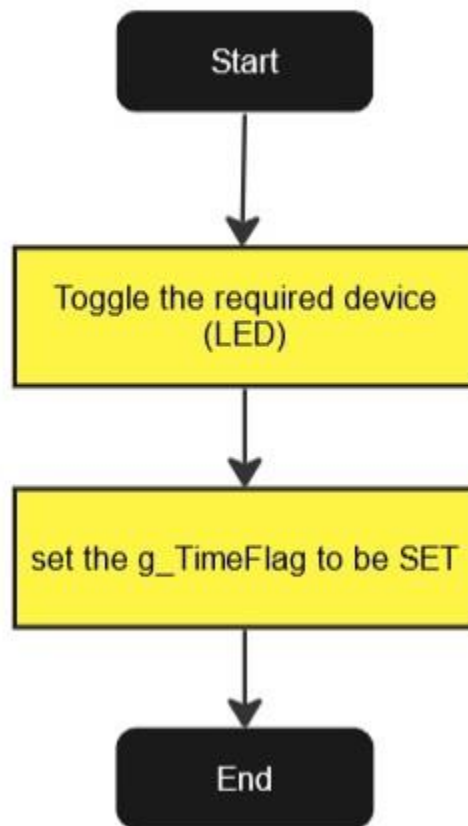 Start
Toggle the required device
(LED)
set the g_TimeFlag to be SET
End